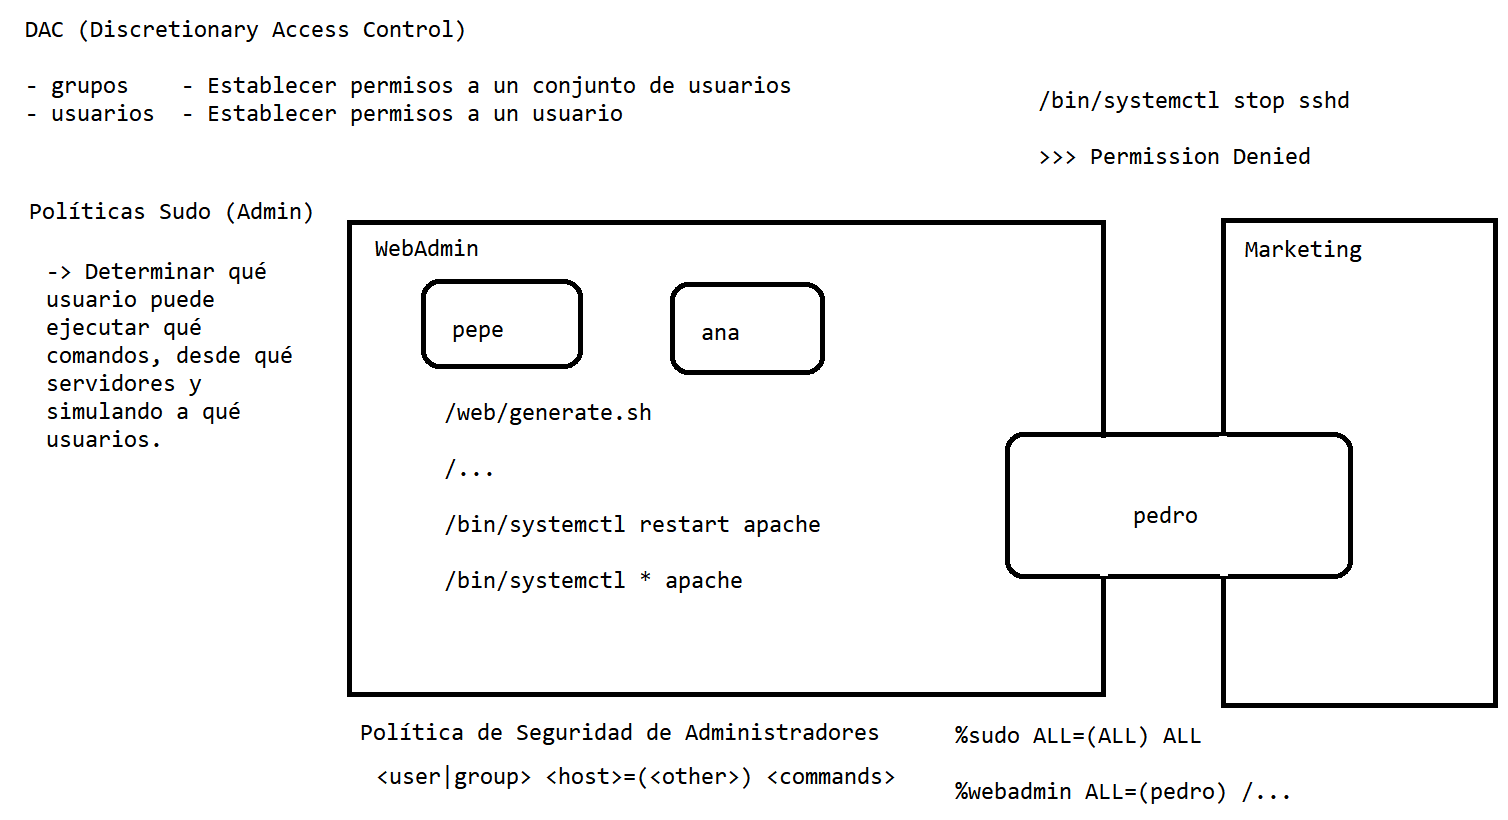 DAC (Discretionary Access Control)
- grupos    - Establecer permisos a un conjunto de usuarios
- usuarios  - Establecer permisos a un usuario
/bin/systemctl stop sshd
>>> Permission Denied
Políticas Sudo (Admin)
-> Determinar qué
usuario puede
ejecutar qué
comandos, desde qué
servidores y
simulando a qué
usuarios.
WebAdmin
pepe
ana
/web/generate.sh
/...
/bin/systemctl restart apache
/bin/systemctl * apache
Marketing
pedro
Política de Seguridad de Administradores
<user|group> <host>=(<other>) <commands>
%sudo ALL=(ALL) ALL
%webadmin ALL=(pedro) /...